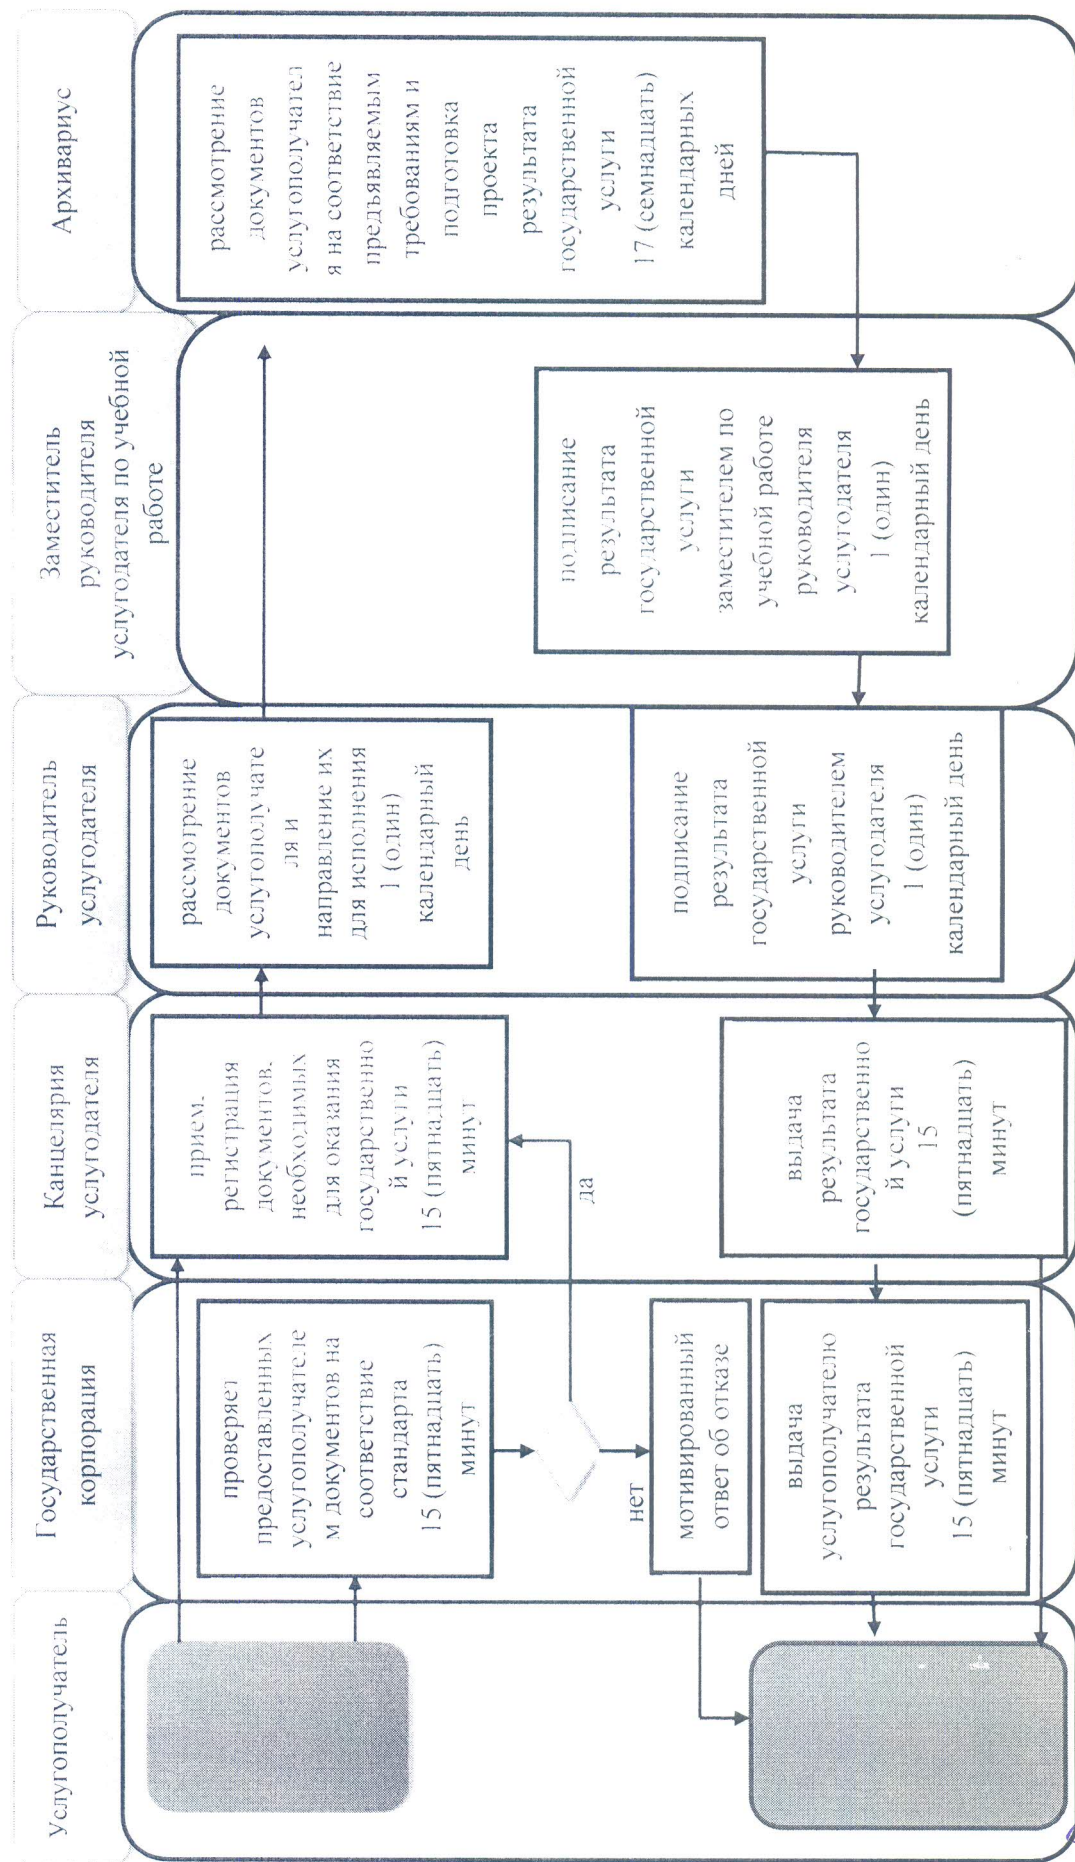 Услугополучатель
Государственная
корпорация
Канцелярия
услугодателя
Руководитель
услугодателя
Заместитель
руководителя
услугодателя по учебной
работе
Архивариус
проверяет
предоставленных
услугополучателе
м документов на
соответствие
стандарта
15 (пятнадцать)
минут
нет
мотивированный
ответ об отказе
выдача
услугополучателю
результата
государственной
услуги
15 (пятнадцать)
минут
прием,
регистрация
документов,
необходимых
для оказания
государственно
й услуги
15 (пятнадцать)
минут
да
выдача
результата
государственно
й услуги
15
(пятнадцать)
минут
рассмотрение
документов
услугополучате
ля и
направление их
для исполнения
1 (один)
календарный
день
подписание
результата
государственной
услуги
руководителем
услугодателя
1 (один)
календарный день
подписание
результата
государственной
услуги
заместителем по
учебной работе
руководителя
услугодателя
1 (один)
календарный день
рассмотрение
документов
услугополучател
я на соответствие
предъявляемым
требованиям и
подготовка
проекта
результата
государственной
услуги
17 (семнадцать)
календарных
дней